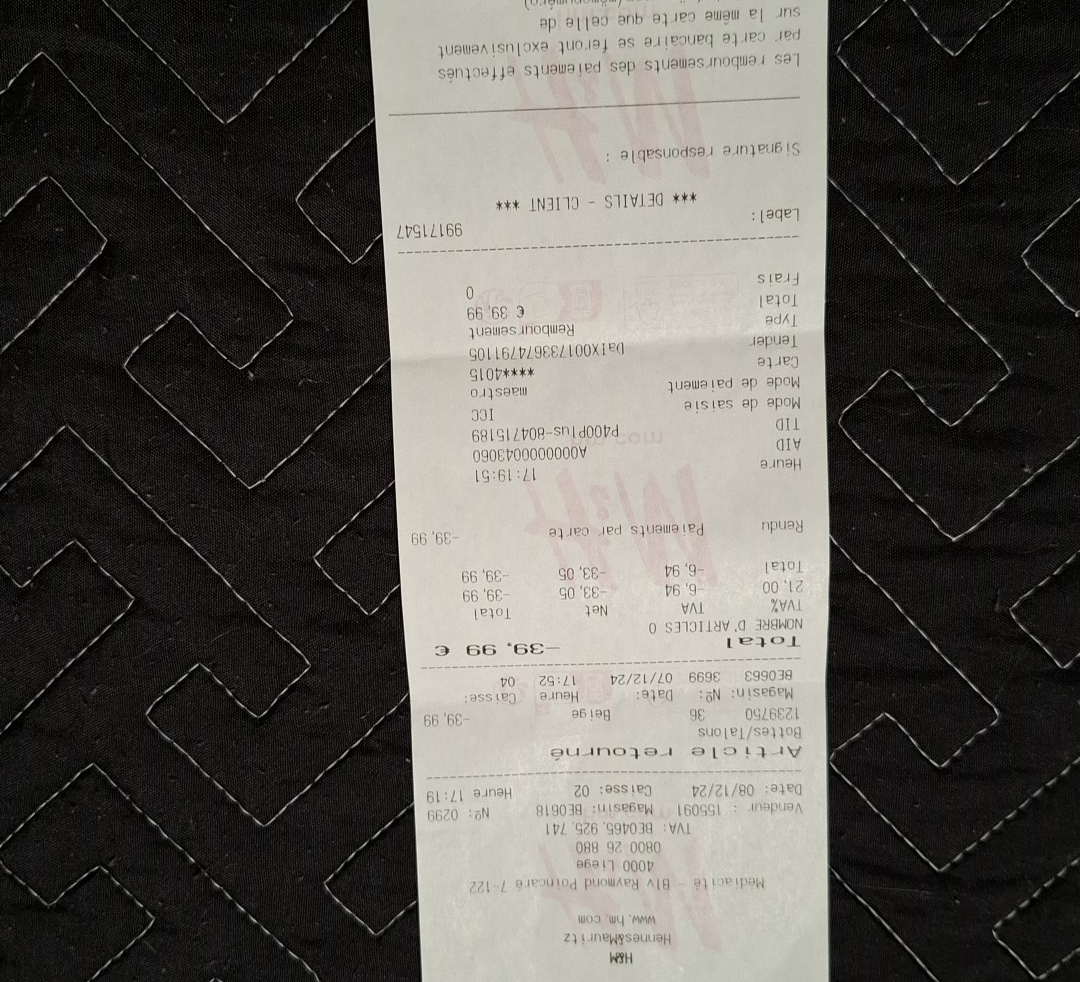 H&M
Hennes&Mauritz
www.hm.com
Mediacité - Blv Raymond Poincaré 7-122
4000 Liege
0800 26 880
TVA: BE0465.925.741
Vendeur : 155091 Magasin: BE0618 Nº: 0299
Date: 08/12/24 Caisse: 02 Heure 17:19
Article retourné
Bottes/Talons
1239750 36 Beige -39,99
Magasin: Nº: Date: Heure Caisse:
BE0663 3699 07/12/24 17:52 04
Total -39,99 €
NOMBRE D'ARTICLES 0
TVA% TVA Net Total
21,00 -6,94 -33,05 -39,99
Total -6,94 -33,05 -39,99
Rendu Paiements par carte -39,99
Heure 17:19:51
AID A0000000043060
TID P400Plus-804715189
Mode de saisie ICC
Mode de paiement maestro
Carte ****4015
Tender DaIX001733674791105
Type Remboursement
Total € 39,99
Frais 0
Label: 99171547
*** DETAILS - CLIENT ***
Signature responsable :
Les remboursements des paiements effectués
par carte bancaire se feront exclusivement
sur la même carte que celle de